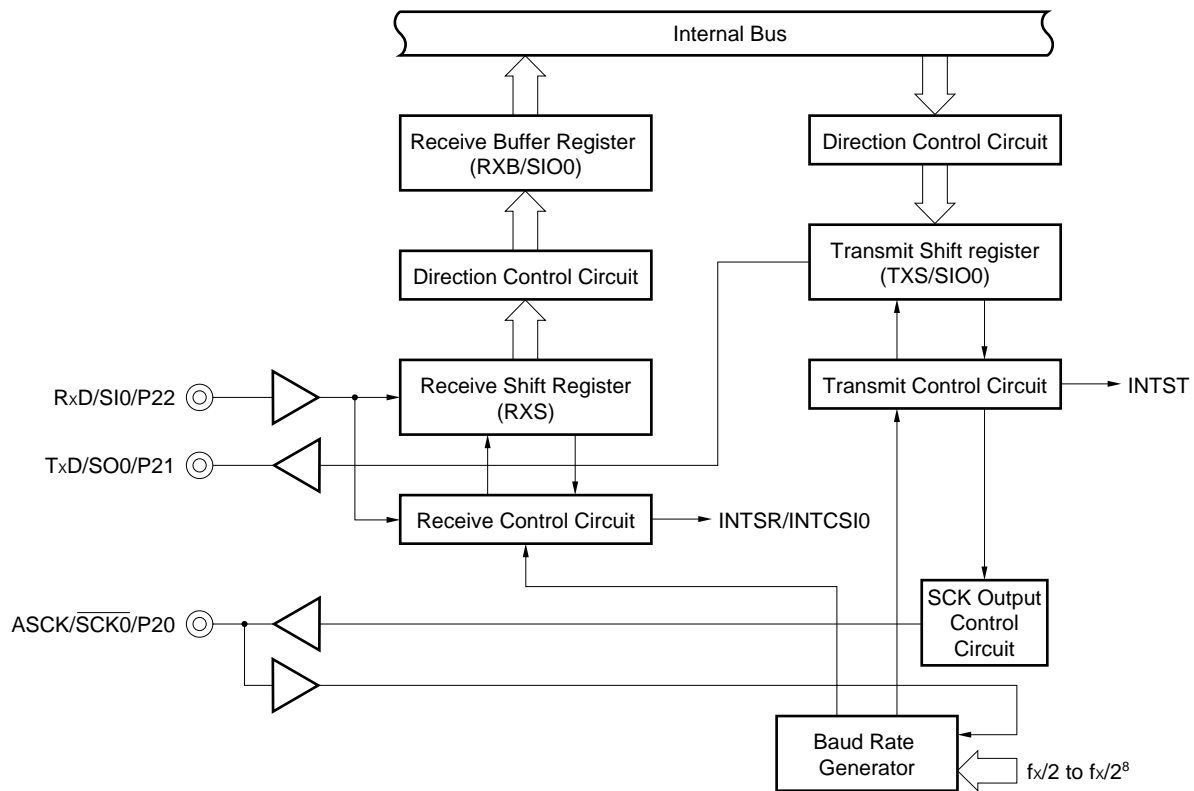 Internal Bus
Receive Buffer Register
(RXB/SIO0)
Direction Control Circuit
Direction Control Circuit
Transmit Shift register
(TXS/SIO0)
RxD/SI0/P22
Receive Shift Register
(RXS)
Transmit Control Circuit
INTST
TxD/SO0/P21
Receive Control Circuit
INTSR/INTCSI0
ASCK/S̅C̅K̅0̅/P20
SCK Output
Control
Circuit
Baud Rate
Generator
fx/2 to fx/2⁸